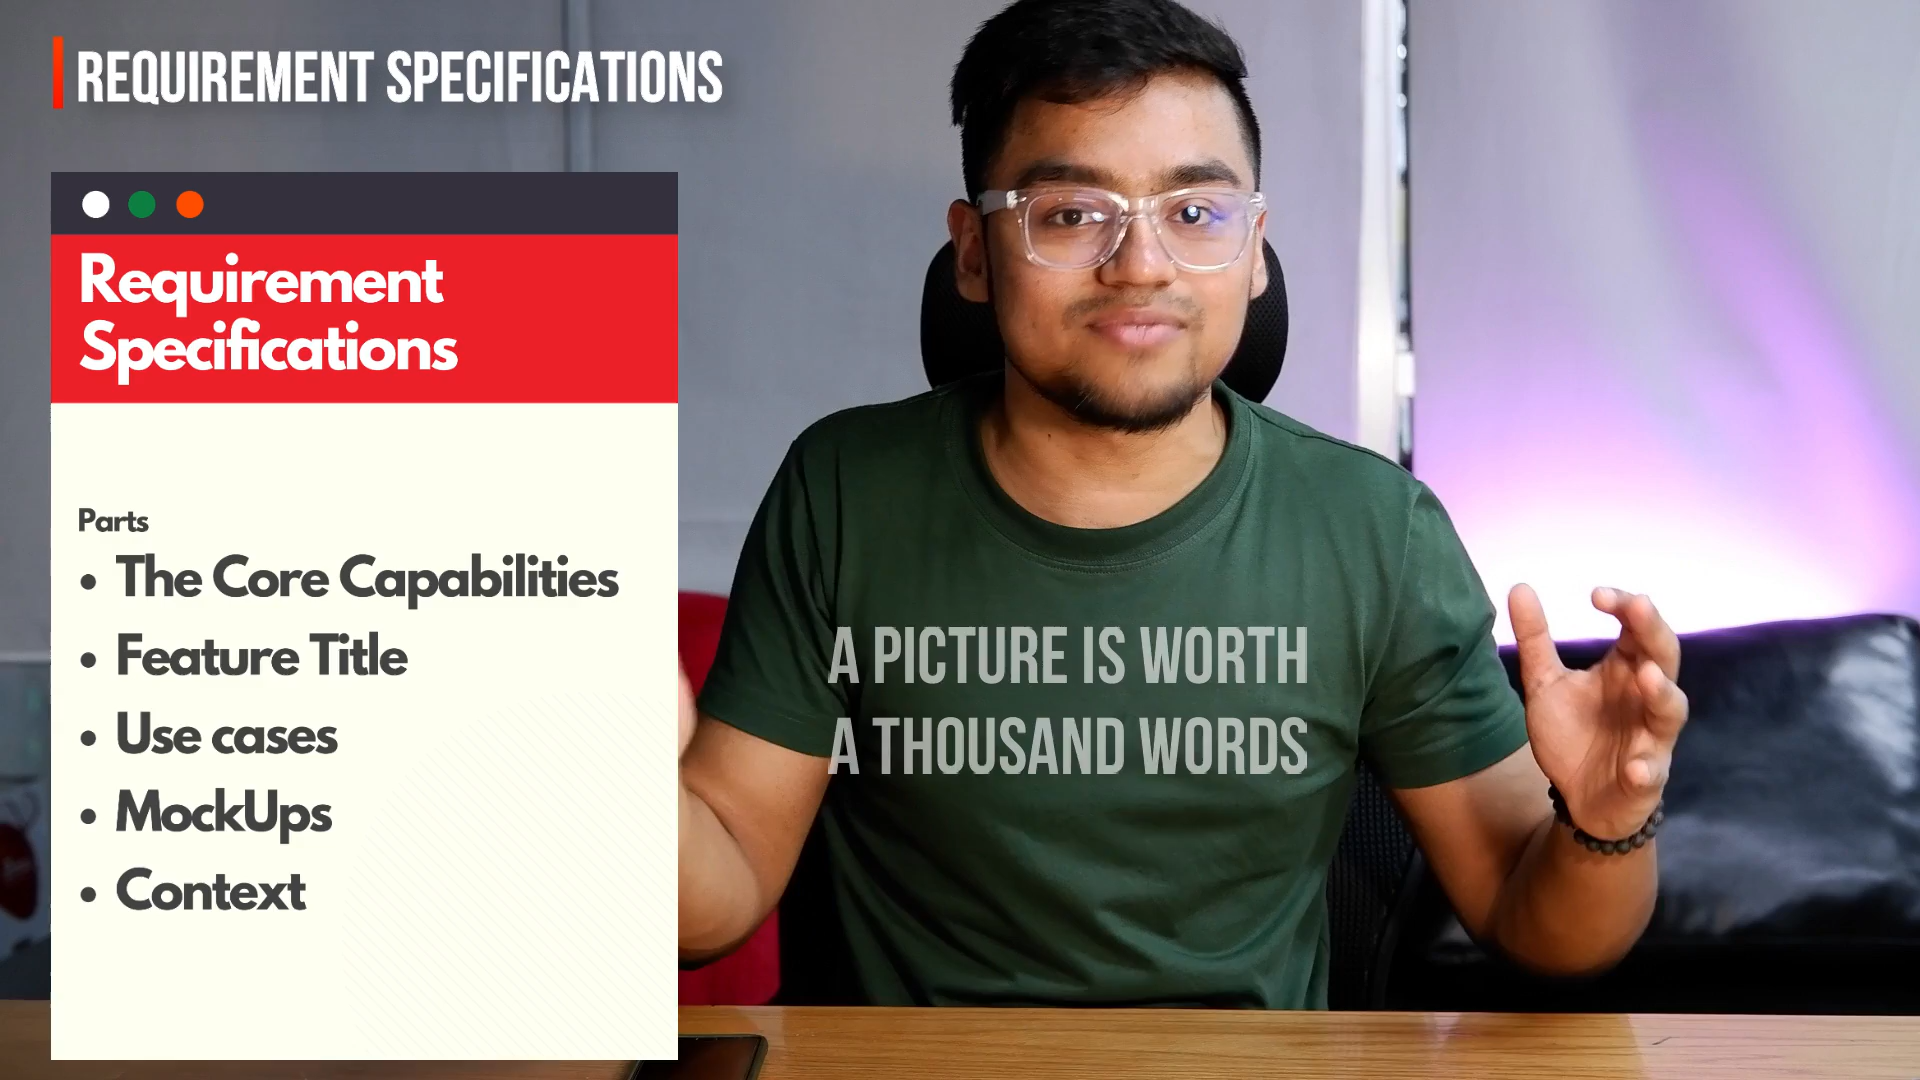 REQUIREMENT SPECIFICATIONS
Requirement
Specifications
Parts
• The Core Capabilities
• Feature Title
• Use cases
• MockUps
• Context
A PICTURE IS WORTH
A THOUSAND WORDS